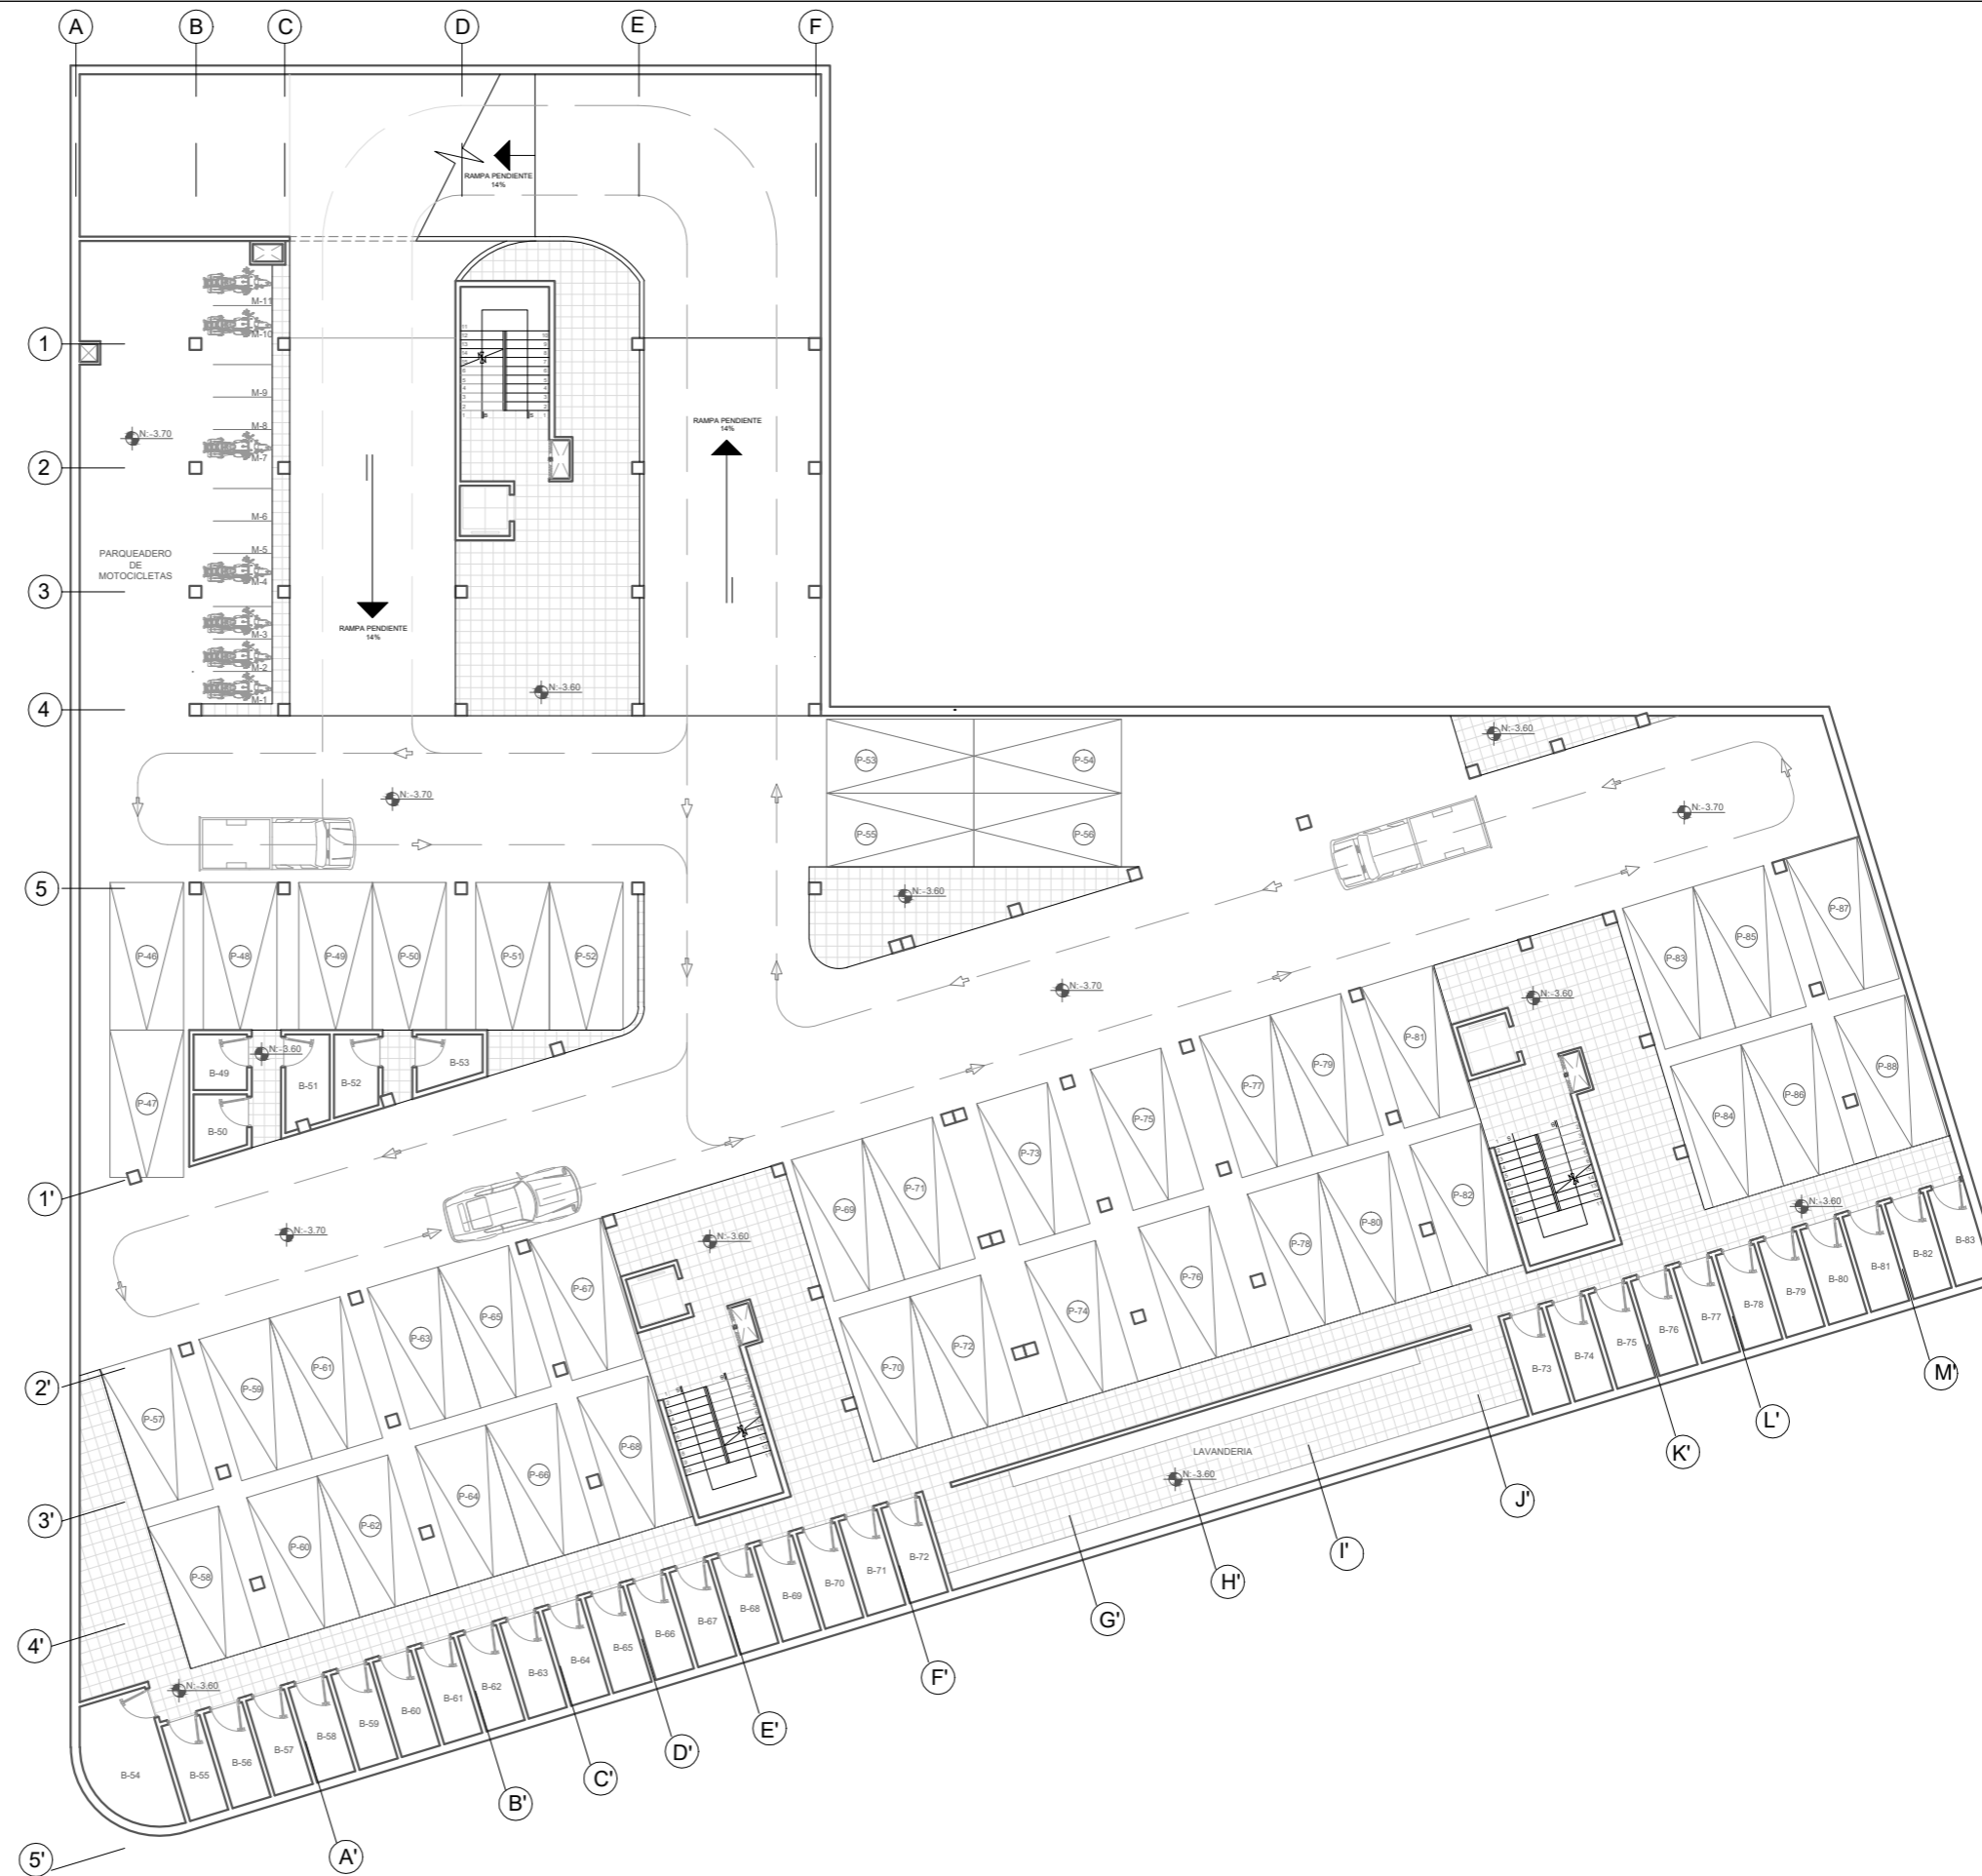 A
B
C
D
E
F
RAMPA PENDIENTE
14%
M-11
M-10
1
M-9
M-8
M-7
N:-3.70
RAMPA PENDIENTE
14%
2
M-6
M-5
M-4
PARQUEADERO
DE
MOTOCICLETAS
3
RAMPA PENDIENTE
14%
M-3
M-2
M-1
N:-3.60
4
N:-3.60
P-53
P-54
N:-3.70
N:-3.70
P-55
P-56
5
N:-3.60
P-87
P-46
P-48
P-49
P-50
P-51
P-52
P-83
P-85
N:-3.70
N:-3.60
P-81
N:-3.60
B-49
B-51
B-52
B-53
P-77
P-79
P-88
P-86
P-84
P-47
B-50
P-75
P-73
1'
P-71
P-69
P-82
P-80
P-78
N:-3.60
N:-3.70
N:-3.60
P-76
P-74
B-83
B-82
B-81
B-80
B-79
B-78
B-77
B-76
B-75
B-74
B-73
P-67
P-65
P-63
P-61
P-59
P-72
P-70
2'
P-57
M'
L'
K'
J'
LAVANDERIA
N:-3.60
P-68
P-66
P-64
P-62
P-60
P-58
3'
I'
H'
G'
4'
B-72
B-71
B-70
B-69
B-68
B-67
B-66
B-65
B-64
B-63
B-62
B-61
B-60
B-59
B-58
B-57
B-56
B-55
B-54
N:-3.60
F'
E'
D'
C'
B'
A'
5'